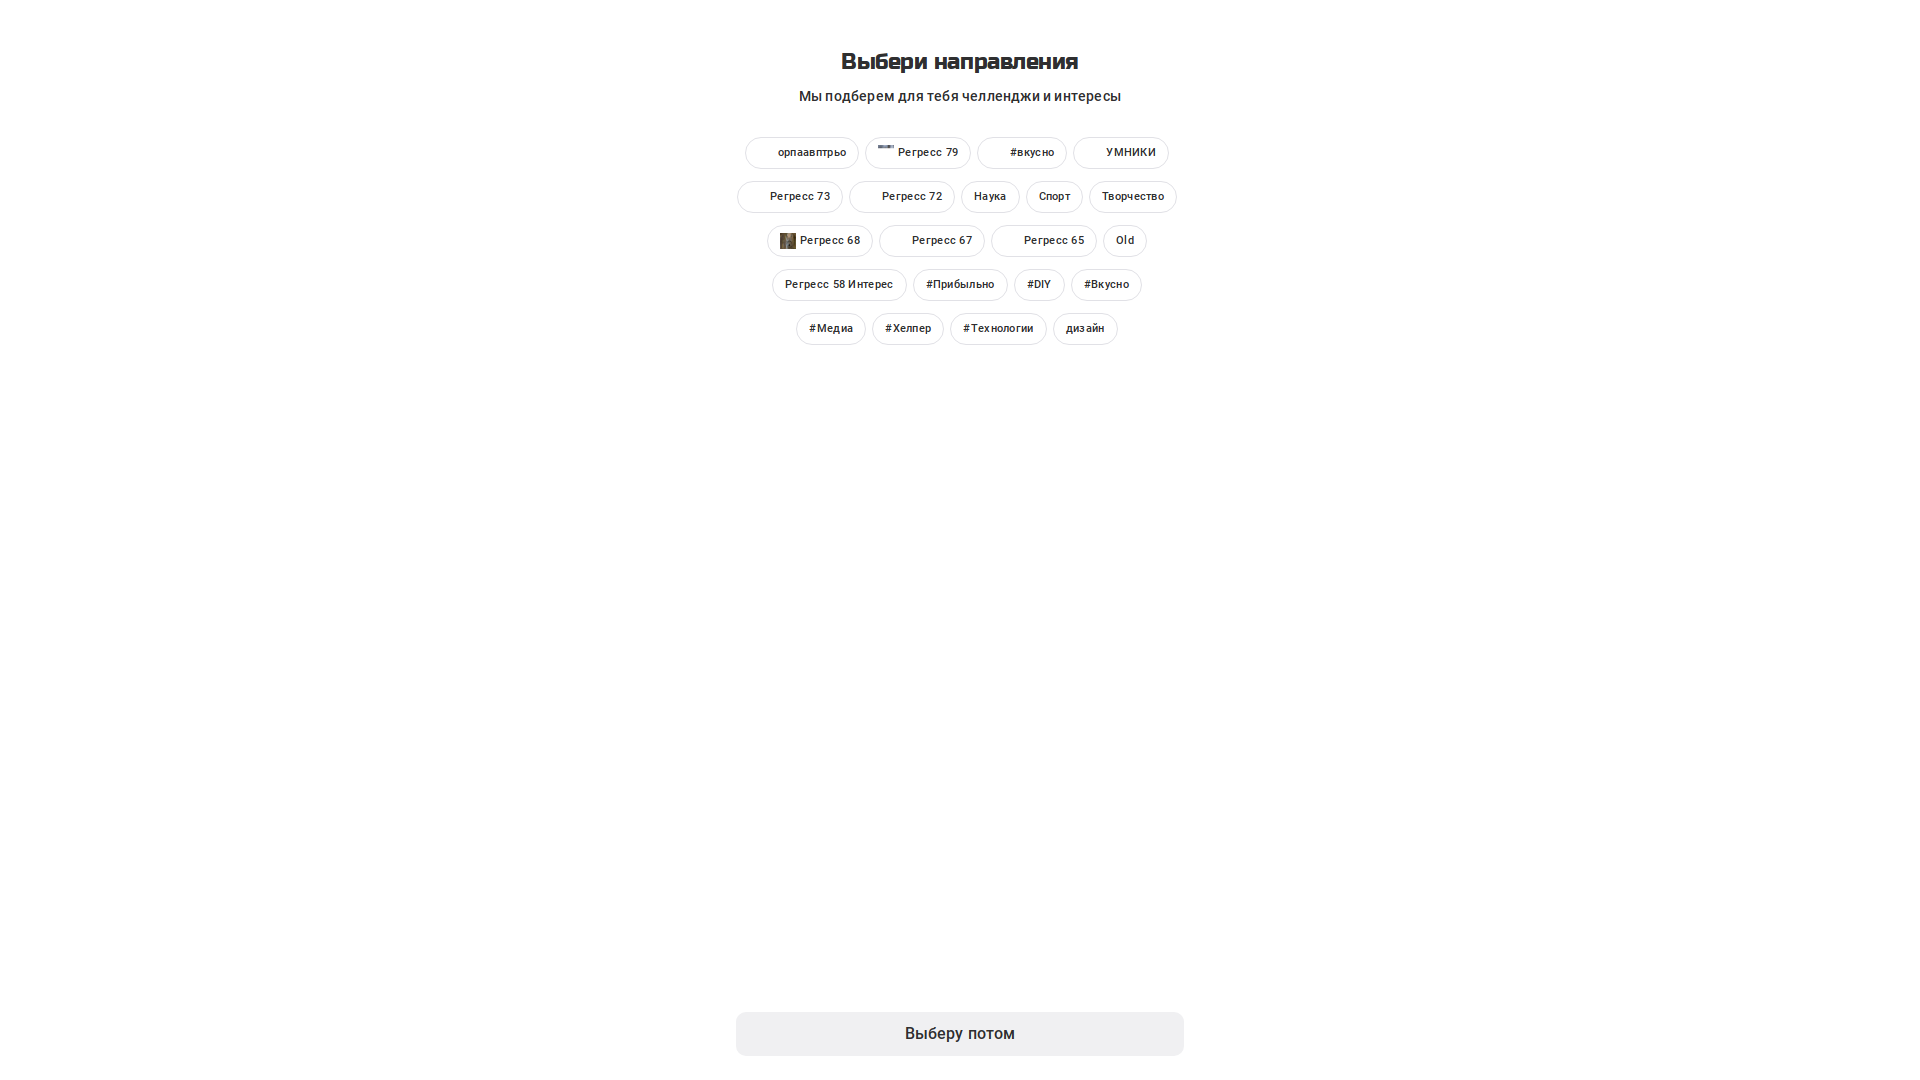 Выбери направления
Мы подберем для тебя челленджи и интересы
орпаавптрьо Регресс 79 #вкусно УМНИКИ
Регресс 73 Регресс 72 Наука Спорт Творчество
Регресс 68 Регресс 67 Регресс 65 Old
Регресс 58 Интерес #Прибыльно #DIY #Вкусно
#Медиа #Хелпер #Технологии дизайн
Выберу потом